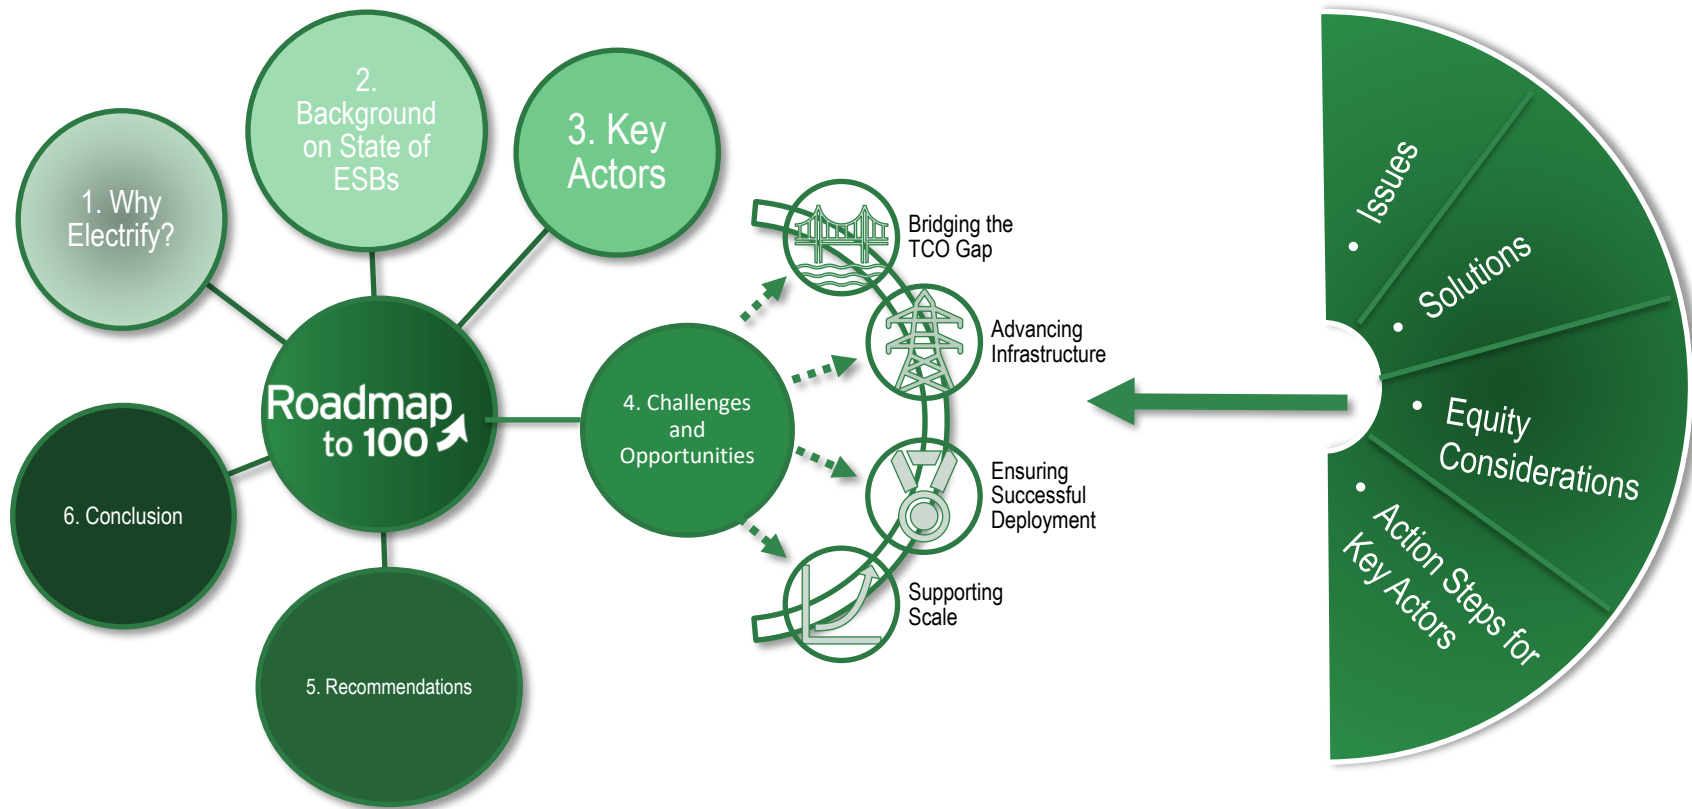 1. Why
Electrify?
2.
Background
on State of
ESBs
3. Key
Actors
Roadmap
to 100
4. Challenges
and
Opportunities
5. Recommendations
6. Conclusion
Bridging the
TCO Gap
Advancing
Infrastructure
Ensuring
Successful
Deployment
Supporting
Scale
• Issues
• Solutions
• Equity
Considerations
• Action Steps for
Key Actors